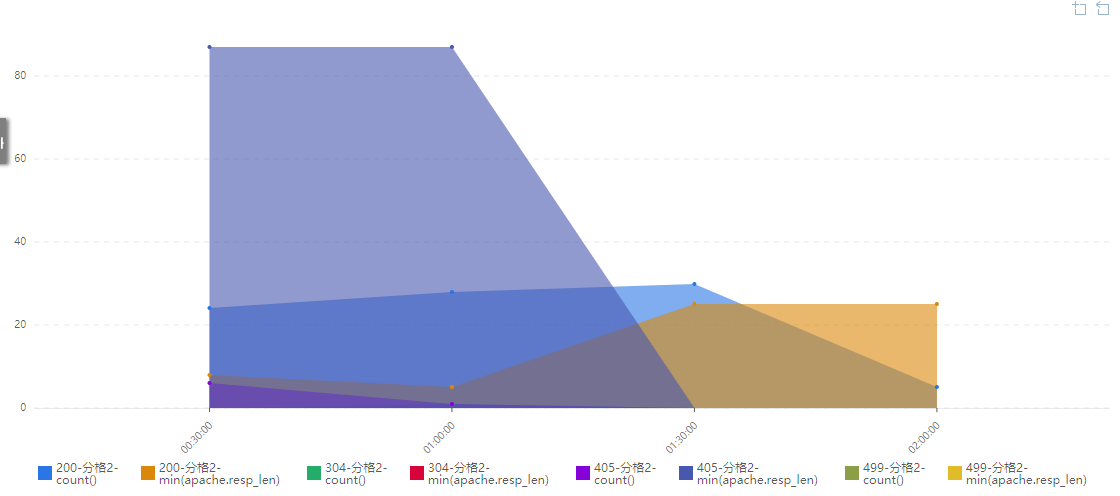 80
60
40
20
0
00:30:00
01:00:00
01:30:00
02:00:00
200-分格2-
count()
200-分格2-
min(apache.resp_len)
304-分格2-
count()
304-分格2-
min(apache.resp_len)
405-分格2-
count()
405-分格2-
min(apache.resp_len)
499-分格2-
count()
499-分格2-
min(apache.resp_len)